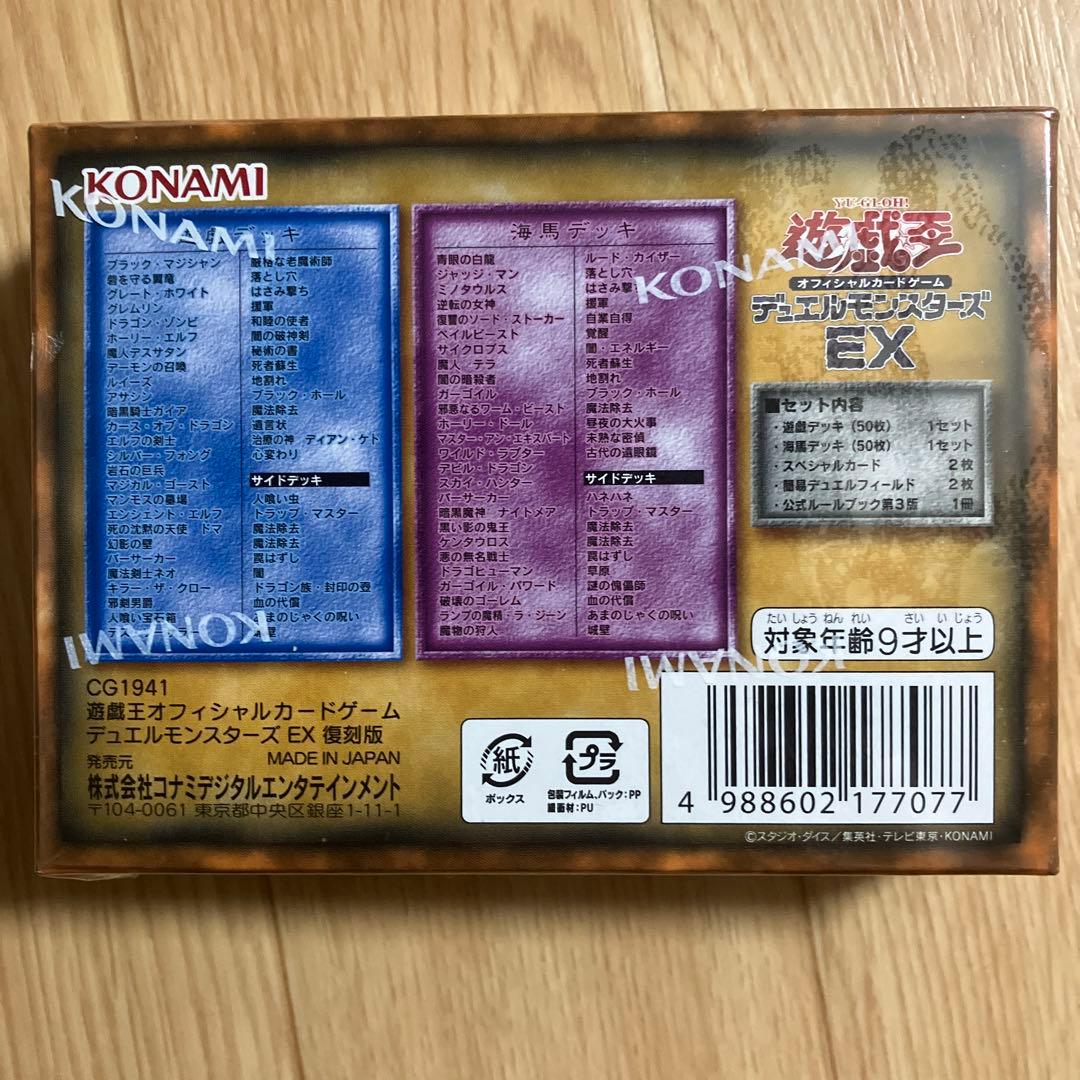 KONAMI
KONAMI
デッキ
ブラック・マジシャン
砦を守る翼竜
グレート・ホワイト
グレムリン
ドラゴン・ゾンビ
ホーリー・エルフ
魔人デスサタン
デーモンの召喚
ルイーズ
アサシン
暗黒騎士ガイア
カース・オブ・ドラゴン
エルフの剣士
シルバー・フォング
岩石の巨兵
マジカル・ゴースト
マンモスの墓場
エンシェント・エルフ
死の沈黙の天使 ドマ
幻影の壁
バーサーカー
魔法剣士ネオ
キラー・ザ・クロー
邪剣男爵
人喰い宝石箱
厳格な老魔術師
落とし穴
はさみ撃ち
援軍
和睦の使者
闇の破神剣
秘術の書
死者蘇生
地割れ
ブラック・ホール
魔法除去
遺言状
治療の神 ディアン・ケト
心変わり
サイドデッキ
人喰い虫
トラップ・マスター
魔法除去
魔法除去
罠はずし
闇
ドラゴン族・封印の壺
血の代償
あまのじゃくの呪い
城壁
KONAMI
海馬デッキ
青眼の白龍
ジャッジ・マン
ミノタウルス
逆転の女神
復讐のソード・ストーカー
ベイルビースト
サイクロプス
魔人 テラ
闇の暗殺者
ガーゴイル
邪悪なるワーム・ビースト
ホーリー・ドール
マスター・アン・エキスパート
ワイルド・ラプター
デビル・ドラゴン
スカイ・ハンター
バーサーカー
暗黒魔神 ナイトメア
黒い影の鬼王
ケンタウロス
悪の無名戦士
ドラゴヒューマン
ガーゴイル・パワード
破壊のゴーレム
ランプの魔精・ラ・ジーン
魔物の狩人
ルード・カイザー
落とし穴
はさみ撃ち
援軍
自業自得
覚醒
闇・エネルギー
死者蘇生
地割れ
ブラック・ホール
魔法除去
昼夜の大火事
未熟な密偵
古代の遠眼鏡
サイドデッキ
ハネハネ
トラップ・マスター
魔法除去
魔法除去
罠はずし
草原
謎の傀儡師
血の代償
あまのじゃくの呪い
城壁
KONAMI
KONAMI
KONAMI
YU-GI-OH!
遊戯王
オフィシャルカードゲーム
デュエルモンスターズ
EX
■セット内容
・遊戯デッキ(50枚) 1セット
・海馬デッキ(50枚) 1セット
・スペシャルカード 2枚
・簡易デュエルフィールド 2枚
・公式ルールブック第3版 1冊
たいしょうねんれい さいいじょう
対象年齢9才以上
CG1941
遊戯王オフィシャルカードゲーム
デュエルモンスターズ EX 復刻版
MADE IN JAPAN
発売元
株式会社コナミデジタルエンタテインメント
〒104-0061 東京都中央区銀座1-11-1
紙
ボックス
プラ
包装フィルム、パック:PP
緩衝材:PU
4 988602 177077
©スタジオ・ダイス/集英社・テレビ東京・KONAMI